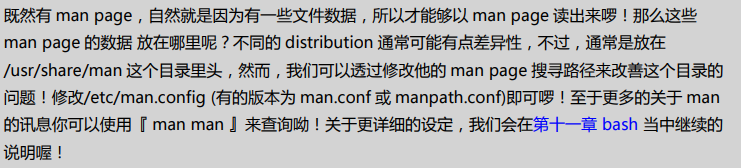 既然有 man page，自然就是因为有一些文件数据，所以才能够以 man page 读出来啰！那么这些
man page 的数据 放在哪里呢？不同的 distribution 通常可能有点差异性，不过，通常是放在
/usr/share/man 这个目录里头，然而，我们可以透过修改他的 man page 搜寻路径来改善这个目录的
问题！修改/etc/man.config (有的版本为 man.conf 或 manpath.conf)即可啰！至于更多的关于 man
的讯息你可以使用『 man man 』来查询呦！关于更详细的设定，我们会在第十一章 bash 当中继续的
说明喔！